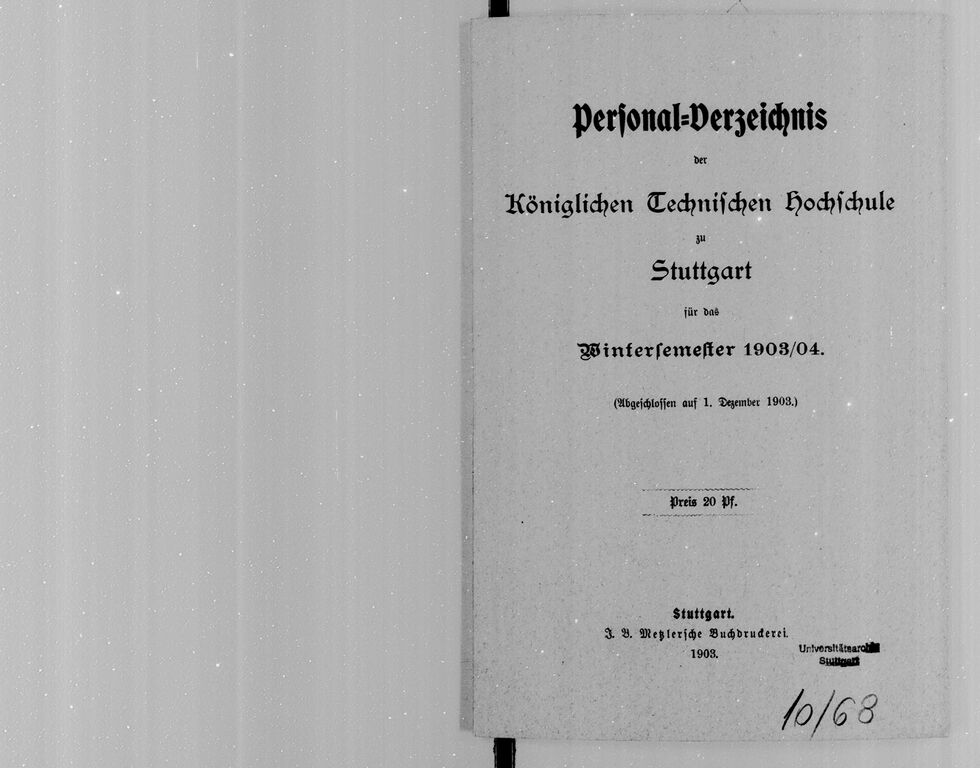 Personal-Verzeichnis
der
Königlichen Technischen Hochschule
zu
Stuttgart
für das
Wintersemester 1903/04.
(Abgeschlossen auf 1. Dezember 1903.)
Preis 20 Pf.
Stuttgart.
J. B. Metzlersche Buchdruckerei.
1903.
Universitätsarchiv
Stuttgart
10/68